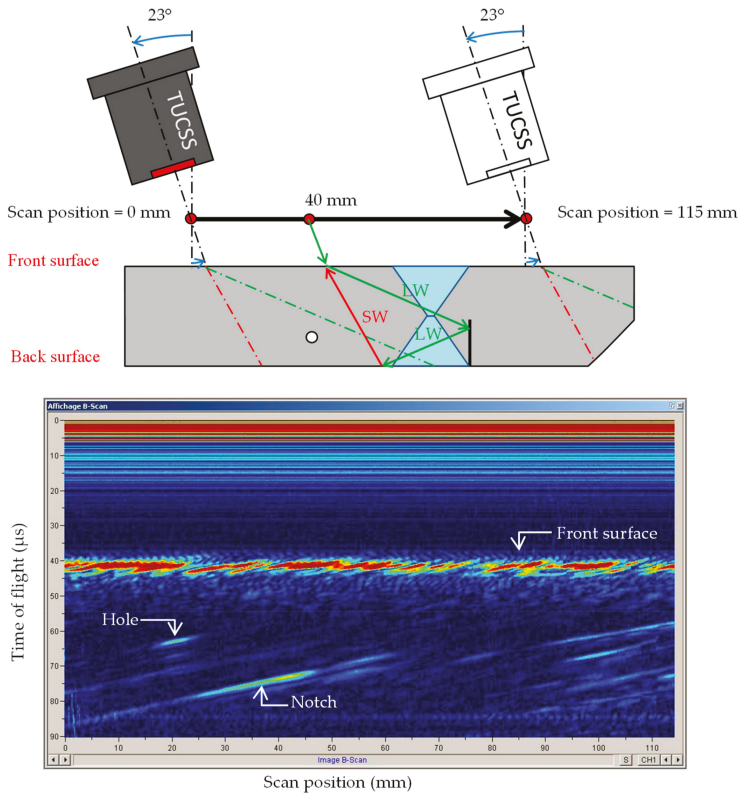 23°
23°
TUCSS
TUCSS
Scan position = 0 mm
40 mm
Scan position = 115 mm
Front surface
LW
SW
LW
Back surface
Affichage B-Scan
0
10
20
30
40
50
60
70
80
90
Time of flight (µs)
Front surface
Hole
Notch
0
10
20
30
40
50
60
70
80
90
100
110
Image B-Scan
S
CH1
Scan position (mm)